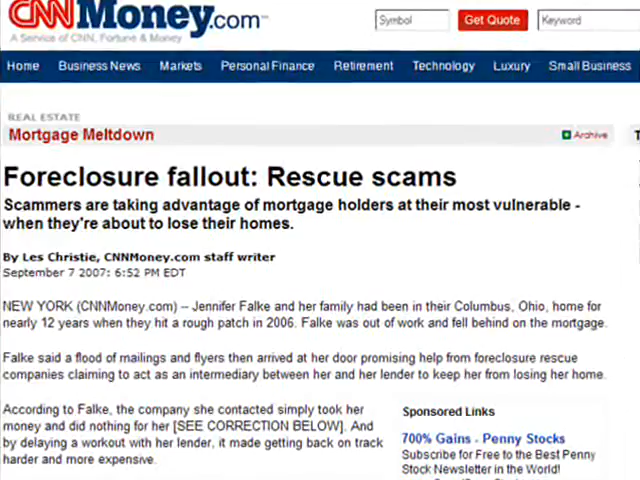 CNNMoney.com™
A Service of CNN, Fortune & Money
Symbol
Get Quote
Keyword
Home Business News Markets Personal Finance Retirement Technology Luxury Small Business
REAL ESTATE
Mortgage Meltdown
Archive
T
Foreclosure fallout: Rescue scams
Scammers are taking advantage of mortgage holders at their most vulnerable -
when they're about to lose their homes.
By Les Christie, CNNMoney.com staff writer
September 7 2007: 6:52 PM EDT
NEW YORK (CNNMoney.com) -- Jennifer Falke and her family had been in their Columbus, Ohio, home for
nearly 12 years when they hit a rough patch in 2006. Falke was out of work and fell behind on the mortgage.
Falke said a flood of mailings and flyers then arrived at her door promising help from foreclosure rescue
companies claiming to act as an intermediary between her and her lender to keep her from losing her home.
According to Falke, the company she contacted simply took her
money and did nothing for her [SEE CORRECTION BELOW]. And
by delaying a workout with her lender, it made getting back on track
harder and more expensive.
Sponsored Links
700% Gains - Penny Stocks
Subscribe for Free to the Best Penny
Stock Newsletter in the World!